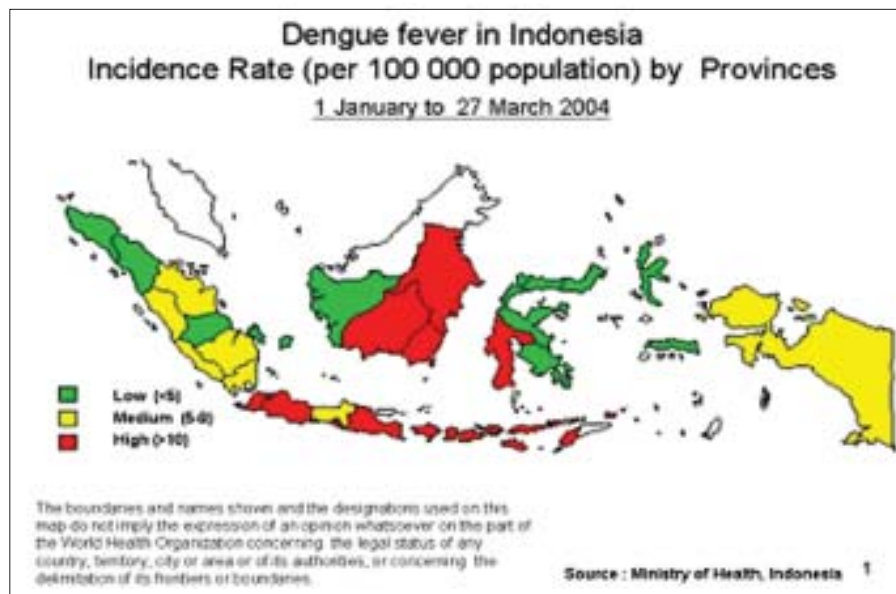 Dengue fever in Indonesia
Incidence Rate (per 100 000 population) by Provinces
1 January to 27 March 2004
Low (<5)
Medium (5-9)
High (>10)
The boundaries and names shown and the designations used on this
map do not imply the expression of an opinion whatsoever on the part
of the World Health Organization concerning the legal status of any
country, territory, city or area or of its authorities, or concerning the
delimitation of its frontiers or boundaries.
Source : Ministry of Health, Indonesia 1